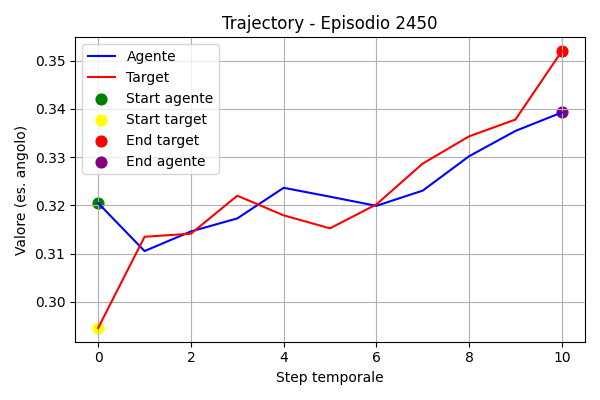 Trajectory - Episodio 2450
Agente
Target
Start agente
Start target
End target
End agente
Valore (es. angolo)
0.35
0.34
0.33
0.32
0.31
0.30
0
2
4
6
8
10
Step temporale